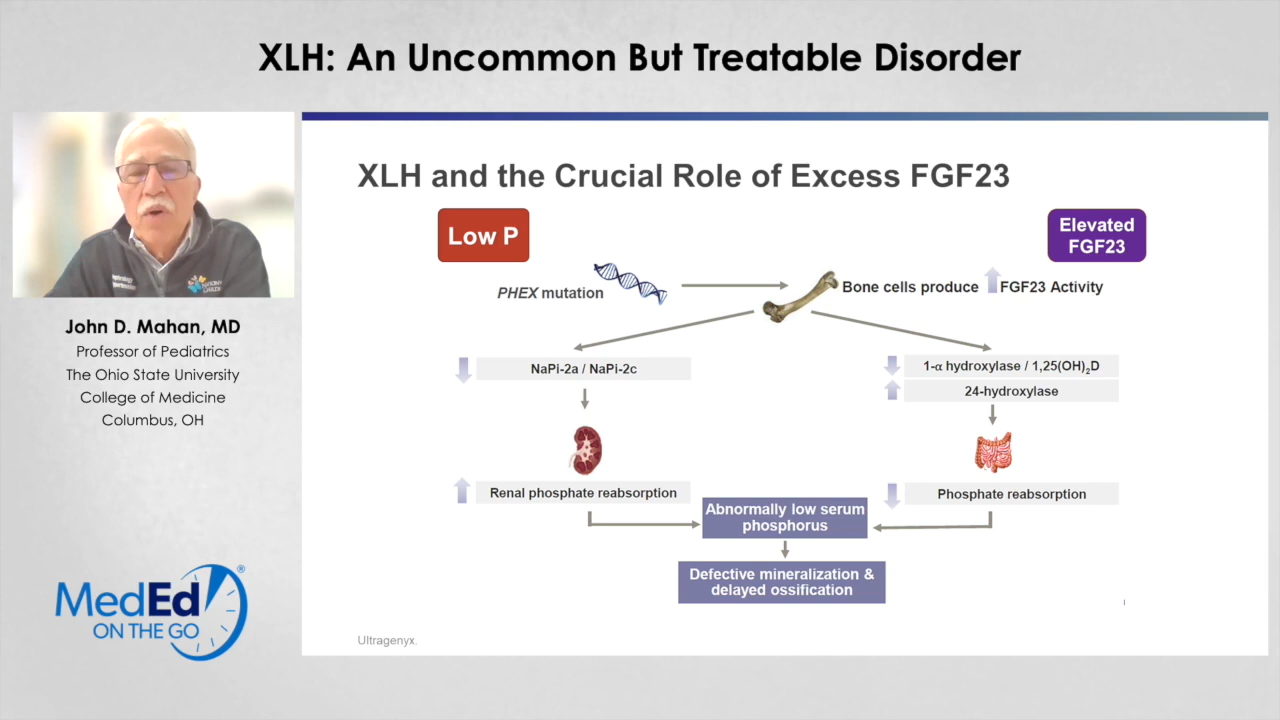 XLH: An Uncommon But Treatable Disorder
John D. Mahan, MD
Professor of Pediatrics
The Ohio State University
College of Medicine
Columbus, OH
MedEd®
ON THE GO
XLH and the Crucial Role of Excess FGF23
Low P
Elevated
FGF23
PHEX mutation
Bone cells produce FGF23 Activity
NaPi-2a / NaPi-2c
1-α hydroxylase / 1,25(OH)₂D
24-hydroxylase
Renal phosphate reabsorption
Phosphate reabsorption
Abnormally low serum
phosphorus
Defective mineralization &
delayed ossification
Ultragenyx.